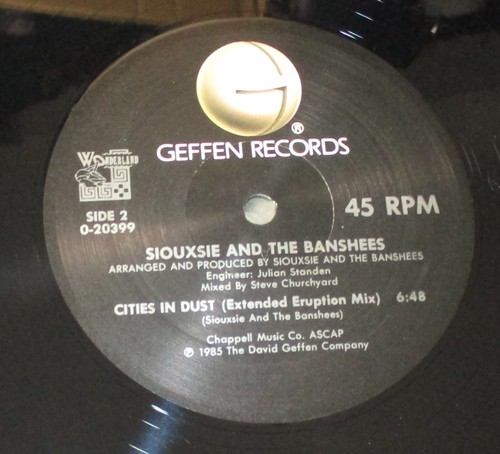 G
®
GEFFEN RECORDS
Wonderland
SIDE 2
0-20399
45 RPM
SIOUXSIE AND THE BANSHEES
ARRANGED AND PRODUCED BY SIOUXSIE AND THE BANSHEES
Engineer: Julian Standen
Mixed By Steve Churchyard
CITIES IN DUST (Extended Eruption Mix) 6:48
(Siouxsie And The Banshees)
Chappell Music Co. ASCAP
℗ 1985 The David Geffen Company